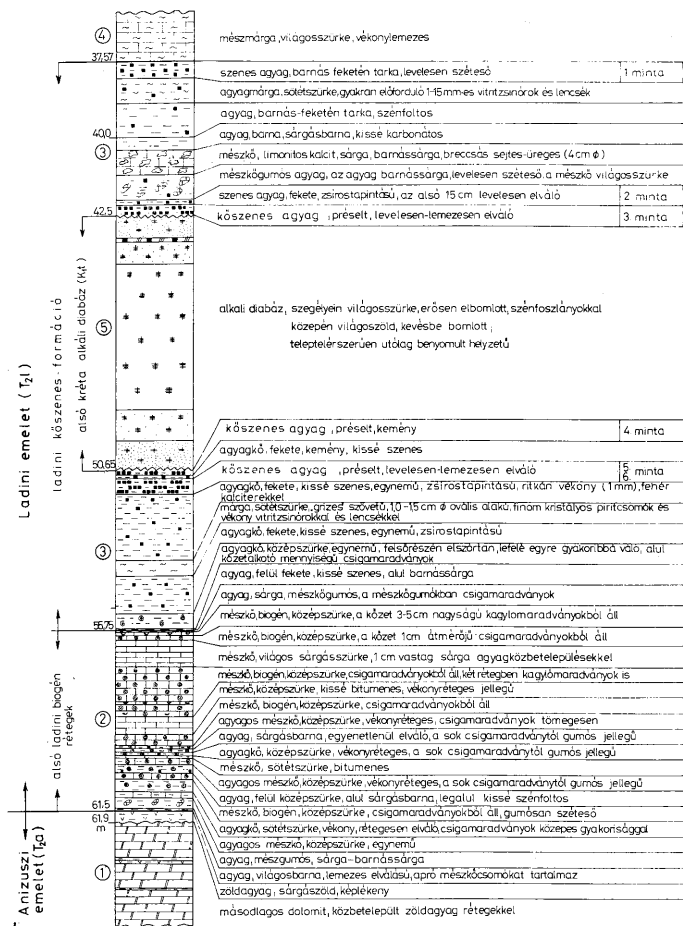 ④
mészmárga, világosszürke, vékonylemezes
37,57
szenes agyag, barnás feketén tarka, levelesen széteső
1 minta
agyagmárga, sötétszürke, gyakran előforduló 1-15 mm-es vitritzsinórok és lencsék
agyag, barnás-feketén tarka, szénfoltos
40,0
agyag, barna, sárgásbarna, kissé karbonátos
③
mészkő, limonitos kalcit, sárga, barnássárga, breccsás sejtes-üreges (4cm ø)
mészkőgumós agyag, az agyag barnássárga, levelesen széteső, a mészkő világosszürke
szenes agyag, fekete, zsírostapintású, az alsó 15 cm levelesen elváló
2. minta
42,5
kőszenes agyag, préselt, levelesen-lemezesen elváló
3. minta
Ladini emelet (T₂l)
ladini kőszenes-formáció
alsó kréta alkáli diabáz (K₁t)
⑤
alkáli diabáz, szegélyein világosszürke, erősen elbomlott, szénfoszlányokkal
közepén világoszöld, kevésbe bomlott;
teleptelérszerűen utólag benyomult helyzetű
kőszenes agyag, préselt, kemény
4. minta
agyagkő, fekete, kemény, kissé szenes
50,65
kőszenes agyag, préselt, levelesen-lemezesen elváló
5.
6. minta
agyagkő, fekete, kissé szenes, egynemű, zsírostapintású, ritkán vékony (1mm), fehér
kalciterekkel
márga, sötétszürke, „grízes” szövetű, 1,0-1,5 cm ø ovális alakú, finom kristályos piritcsomók és
vékony vitritzsinórokkal és lencsékkel
agyagkő, fekete, kissé szenes, egynemű, zsírostapintású
③
agyagkő, középszürke, egynemű, felsőrészén elszórtan, lefelé egyre gyakoribbá váló, alul
kőzetalkotó mennyiségű csigamaradványok
agyag, felül fekete, kissé szenes, alul barnássárga
agyag, sárga, mészkőgumós, a mészkőgumókban csigamaradványok
mészkő, biogén, középszürke, a kőzet 3-5cm nagyságú kagylomaradványokból áll
55,75
mészkő, biogén, középszürke, a kőzet 1cm átmérőjű csigamaradványokból áll
mészkő, világos sárgásszürke, 1 cm vastag sárga agyagközbetelepülésekkel
mészkő, biogén, középszürke, csigamaradványokból áll, két rétegben kagylómaradványok is
mészkő, középszürke, kissé bitumenes, vékonyréteges jellegű
mészkő, biogén, középszürke, csigamaradványokból áll
alsó ladini biogén
rétegek
②
agyagos mészkő, középszürke, vékonyréteges, csigamaradványok tömegesen
agyag, sárgásbarna, egyenetlenül elváló, a sok csigamaradványtól gumós jellegű
agyagkő, középszürke, vékonyréteges, a sok csigamaradványtól gumós jellegű
mészkő, sötétszürke, bitumenes
agyagos mészkő, középszürke, vékonyréteges, a sok csigamaradványtól gumós jellegű
agyag, felül középszürke, alul sárgásbarna, legalul kissé szénfoltos
61,5
mészkő, biogén, középszürke, csigamaradványokból áll, gumósan széteső
61,9
m
agyagkő, sötétszürke, vékony, rétegesen elváló, csigamaradványok közepes gyakorisággal
agyagos mészkő, középszürke, egynemű
agyag, mészgumós, sárga-barnássárga
Anizuszi
emelet (T₂a)
①
agyag, világosbarna, lemezes elválású, apró mészkőcsomókat tartalmaz
zöldagyag, sárgászöld, képlékeny
másodlagos dolomit, közbetelepült zöldagyag rétegekkel